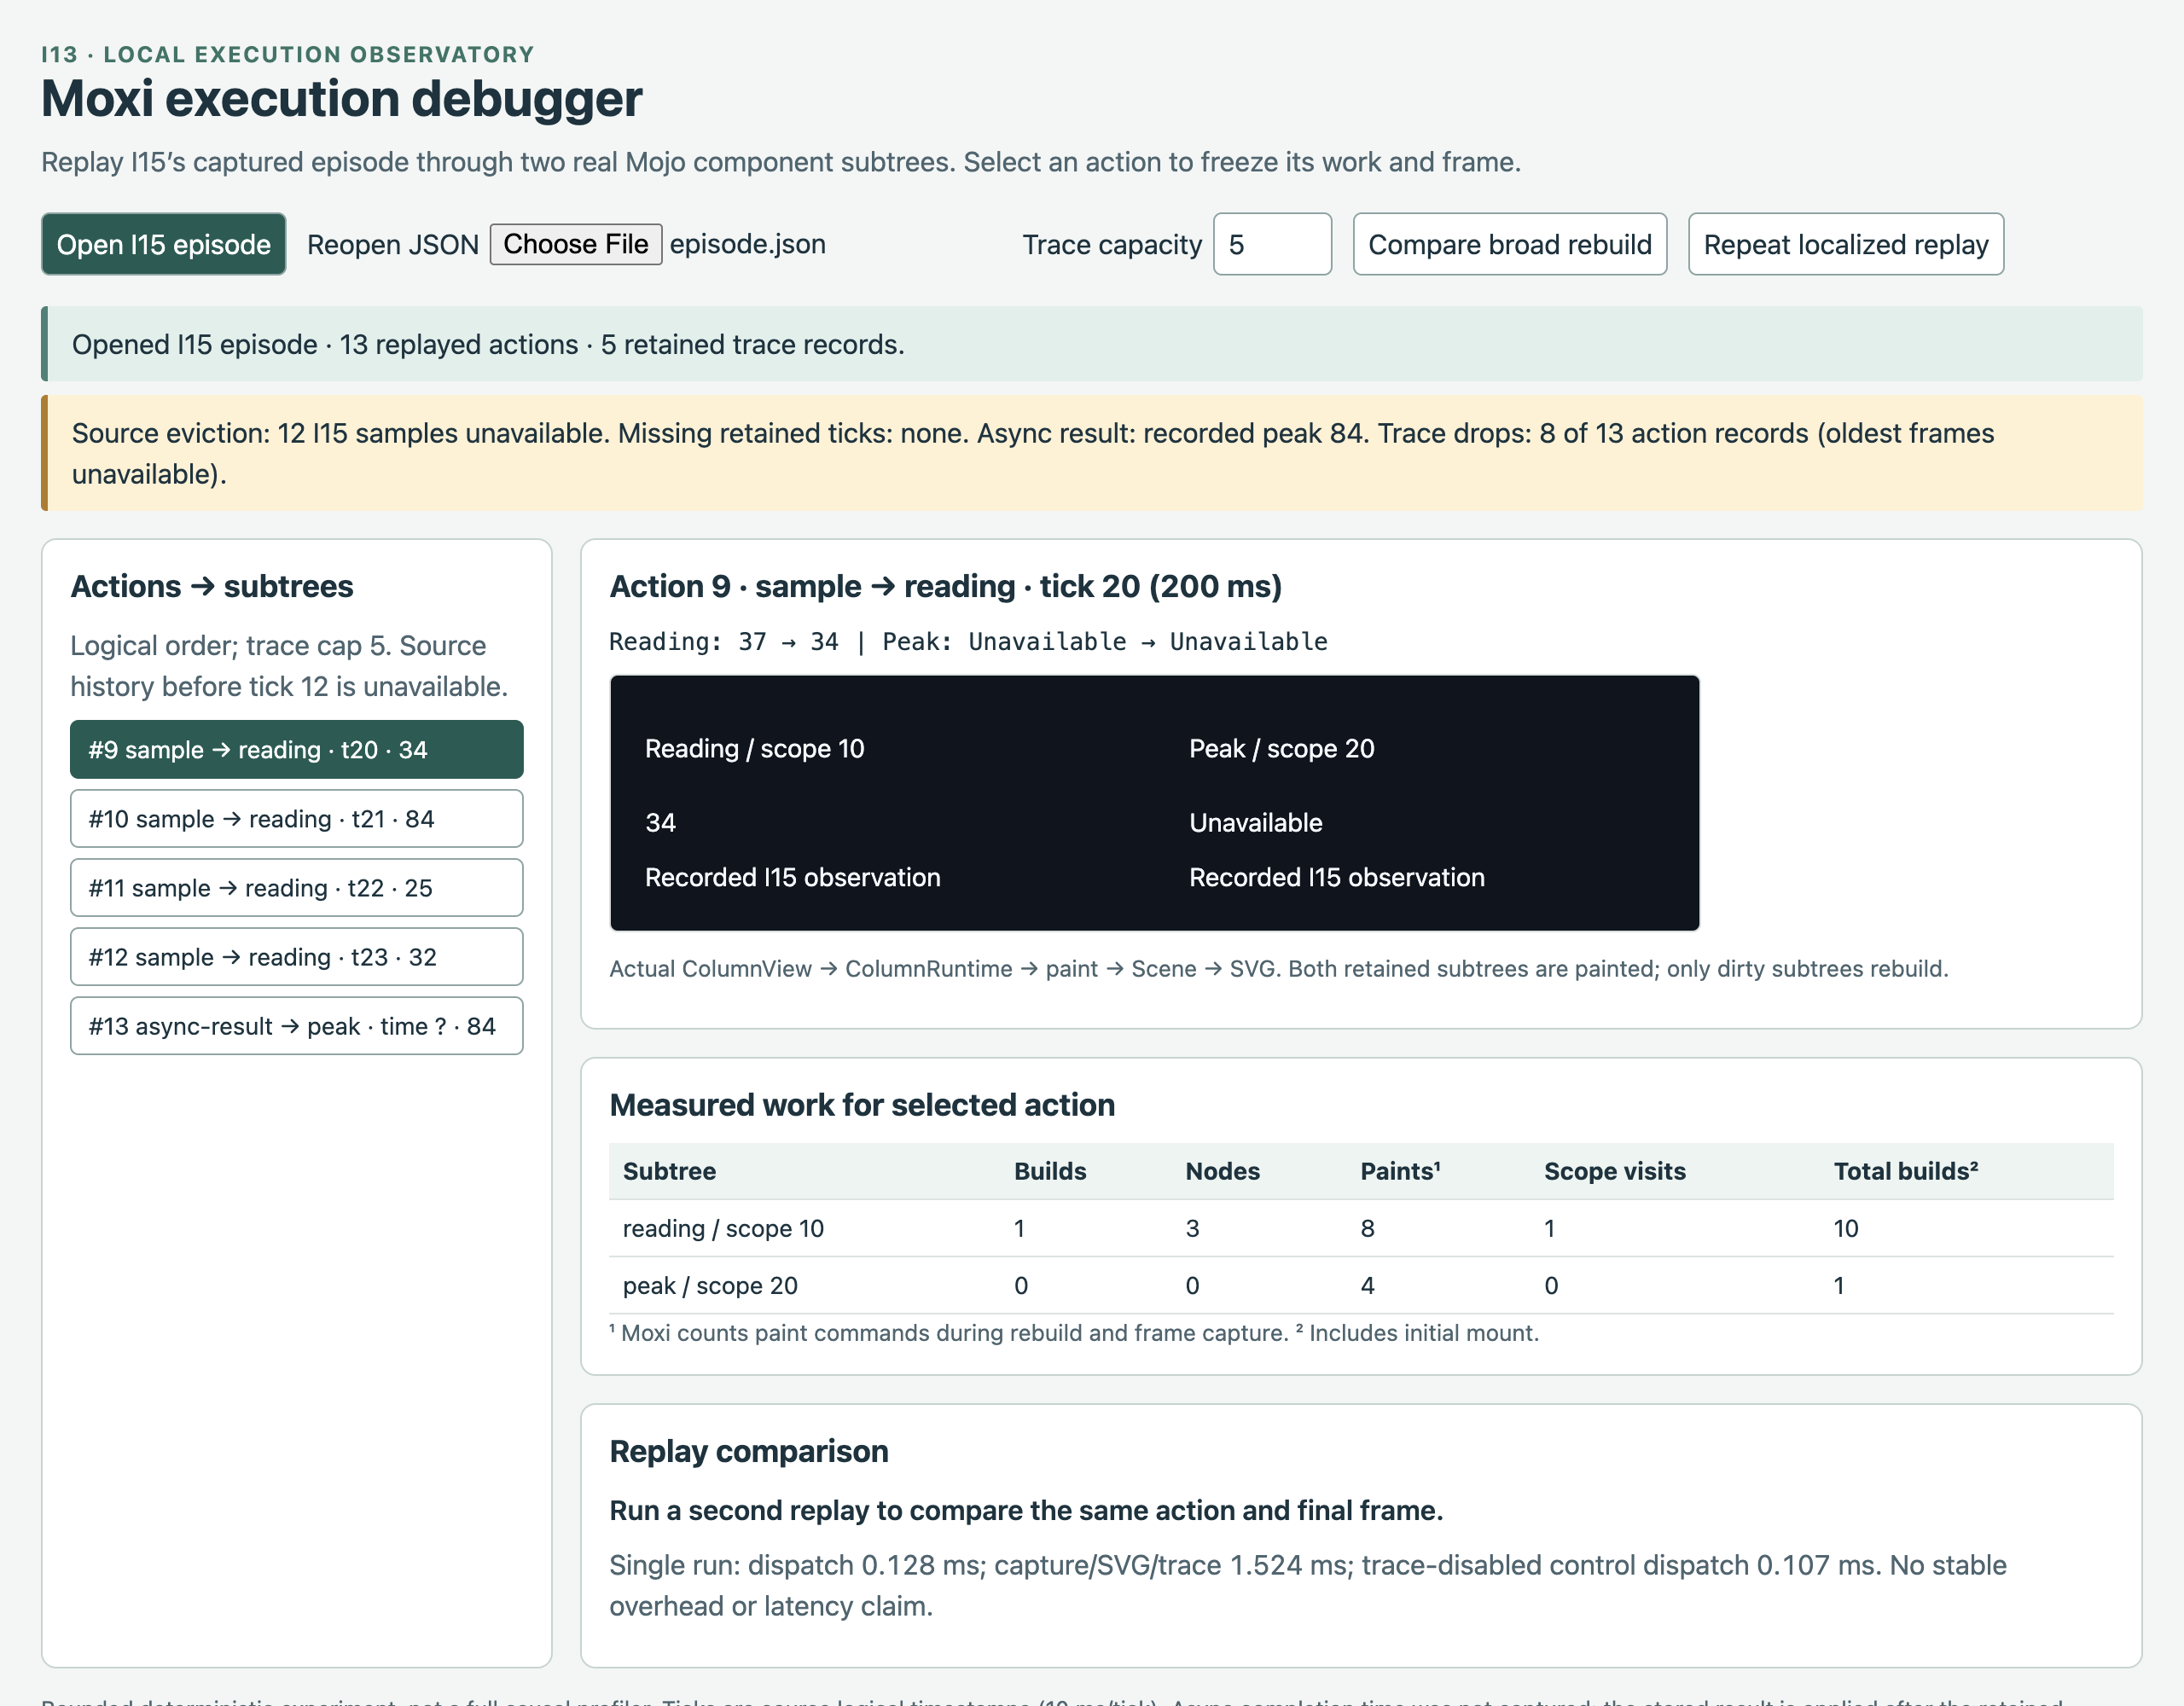 I13 · LOCAL EXECUTION OBSERVATORY
Moxi execution debugger
Replay I15’s captured episode through two real Mojo component subtrees. Select an action to freeze its work and frame.
Open I15 episode Reopen JSON Choose File episode.json Trace capacity 5 Compare broad rebuild Repeat localized replay
Opened I15 episode · 13 replayed actions · 5 retained trace records.
Source eviction: 12 I15 samples unavailable. Missing retained ticks: none. Async result: recorded peak 84. Trace drops: 8 of 13 action records (oldest frames
unavailable).
Actions → subtrees
Logical order; trace cap 5. Source
history before tick 12 is unavailable.
#9 sample → reading · t20 · 34
#10 sample → reading · t21 · 84
#11 sample → reading · t22 · 25
#12 sample → reading · t23 · 32
#13 async-result → peak · time ? · 84
Action 9 · sample → reading · tick 20 (200 ms)
Reading: 37 → 34 | Peak: Unavailable → Unavailable
Reading / scope 10 Peak / scope 20
34 Unavailable
Recorded I15 observation Recorded I15 observation
Actual ColumnView → ColumnRuntime → paint → Scene → SVG. Both retained subtrees are painted; only dirty subtrees rebuild.
Measured work for selected action
Subtree Builds Nodes Paints¹ Scope visits Total builds²
reading / scope 10 1 3 8 1 10
peak / scope 20 0 0 4 0 1
¹ Moxi counts paint commands during rebuild and frame capture. ² Includes initial mount.
Replay comparison
Run a second replay to compare the same action and final frame.
Single run: dispatch 0.128 ms; capture/SVG/trace 1.524 ms; trace-disabled control dispatch 0.107 ms. No stable
overhead or latency claim.